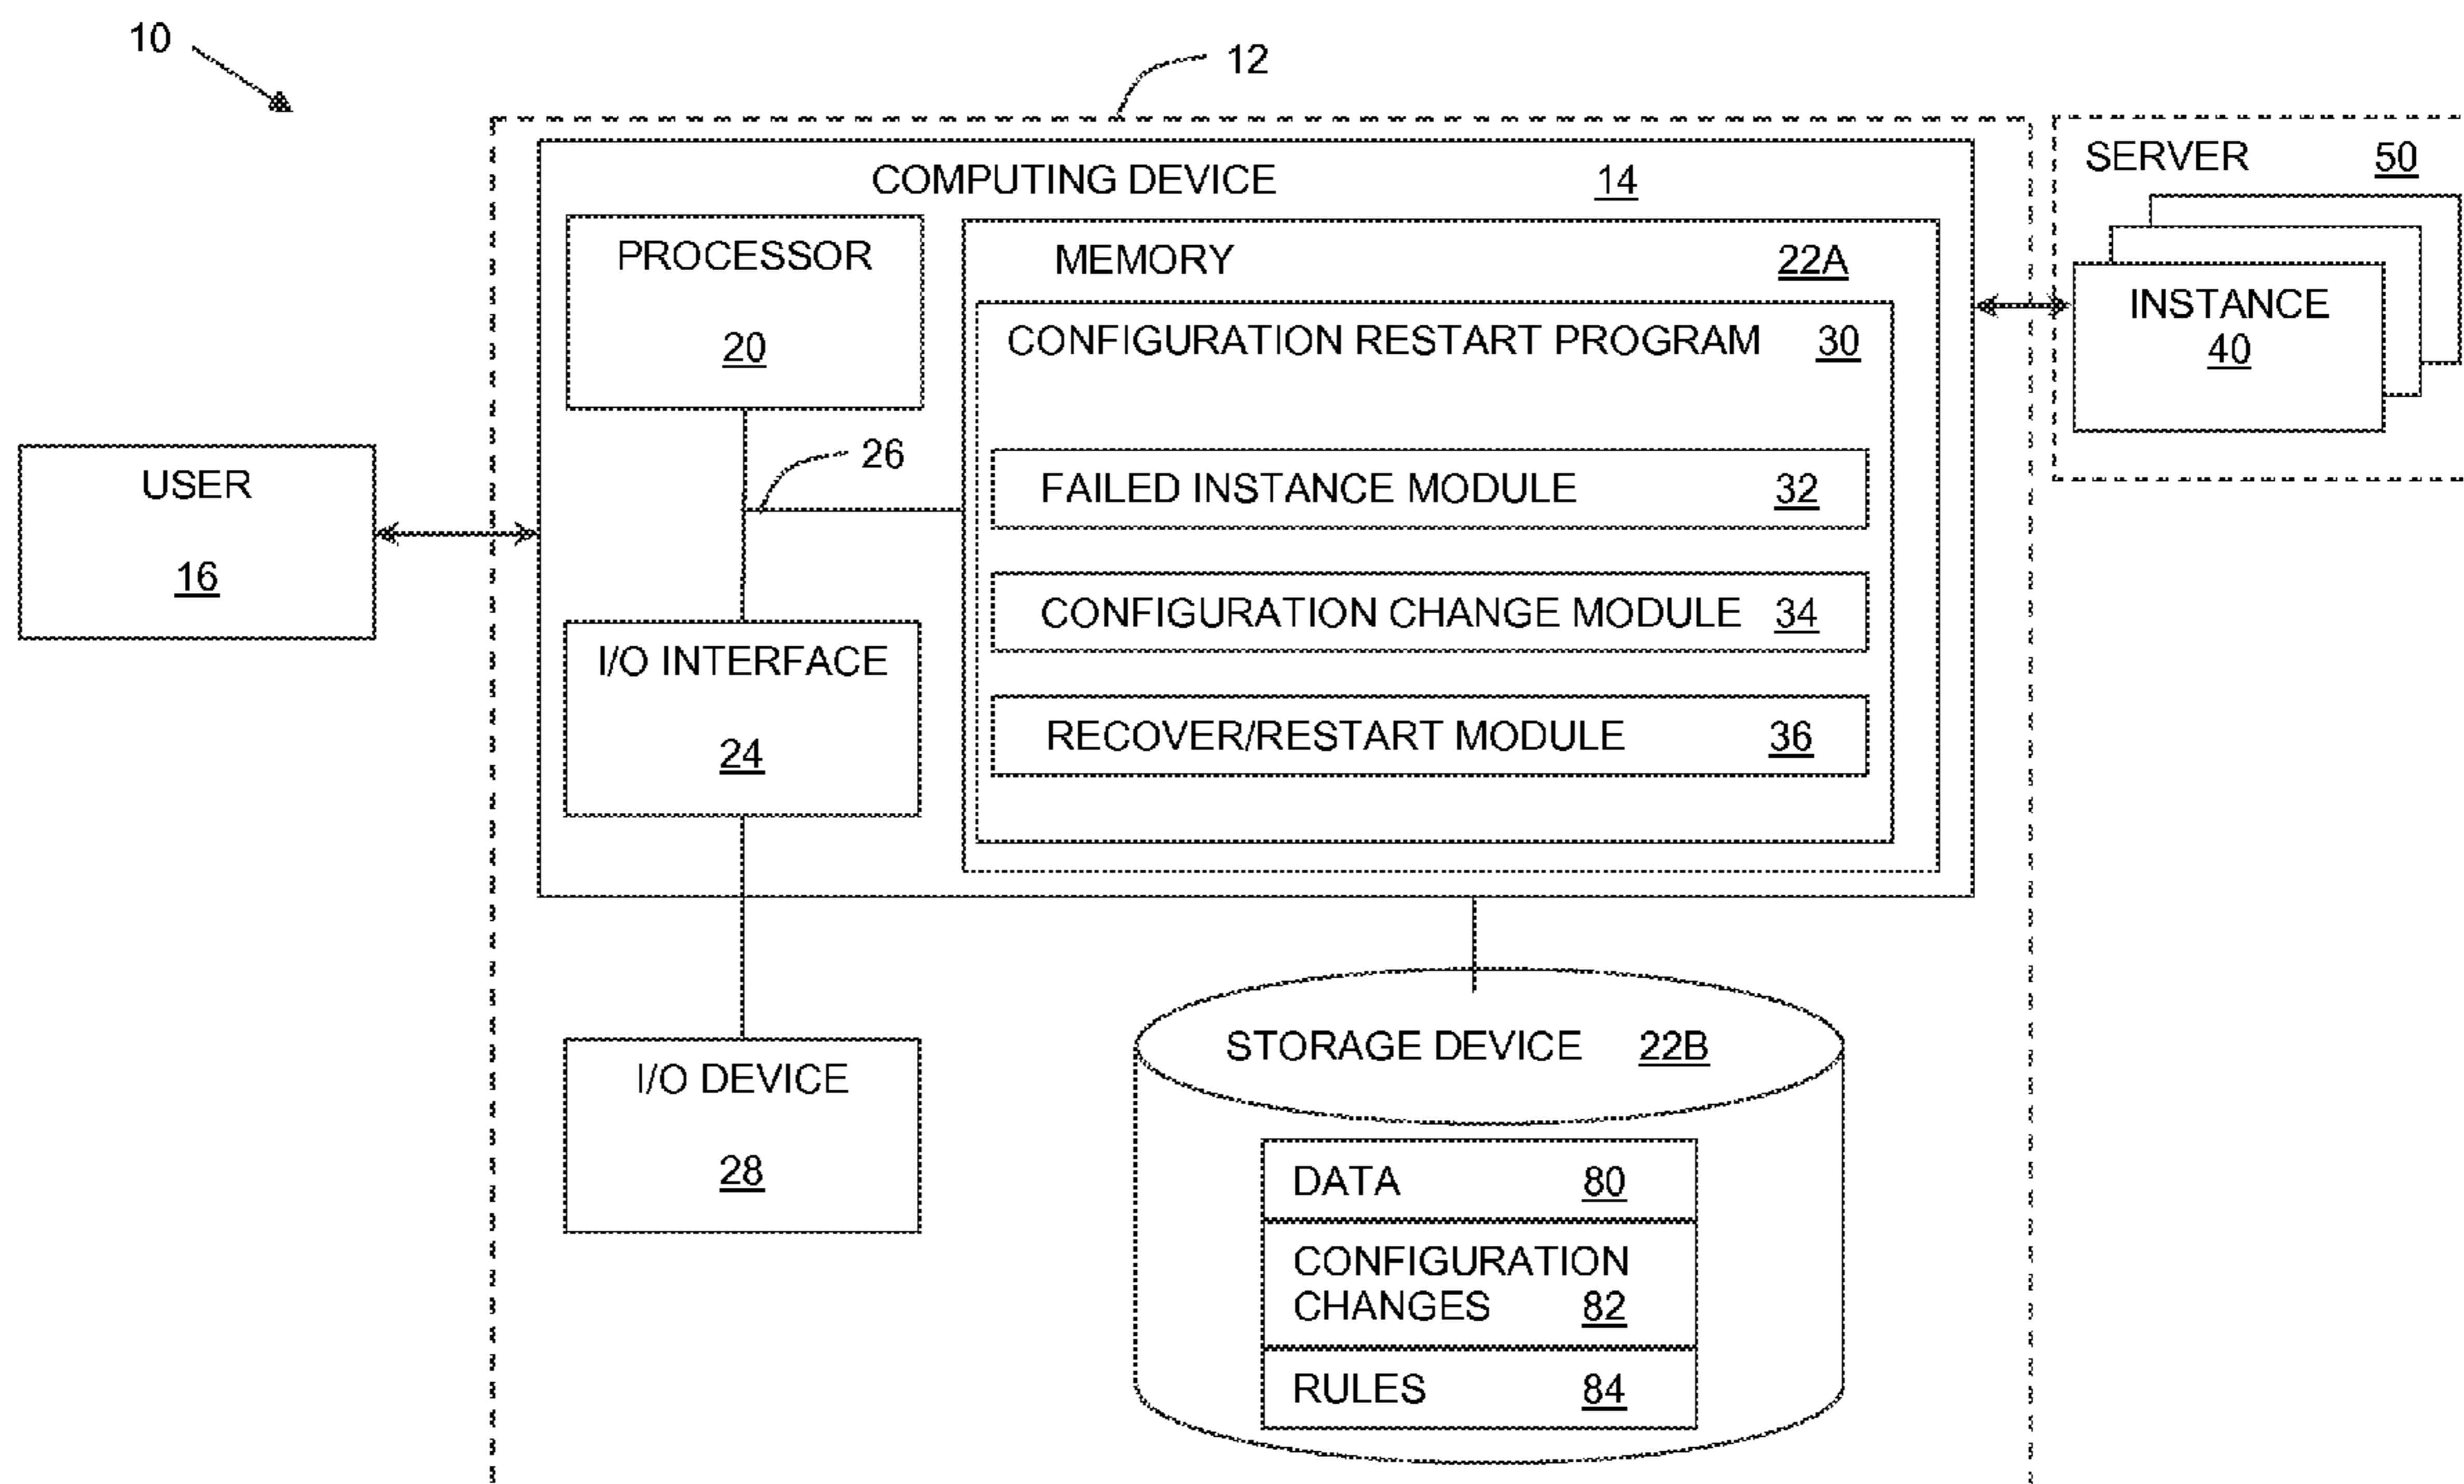 10
12
COMPUTING DEVICE 14
SERVER 50
PROCESSOR
20
MEMORY 22A
CONFIGURATION RESTART PROGRAM 30
INSTANCE
40
26
FAILED INSTANCE MODULE 32
USER
16
CONFIGURATION CHANGE MODULE 34
I/O INTERFACE
24
RECOVER/RESTART MODULE 36
STORAGE DEVICE 22B
I/O DEVICE
28
DATA 80
CONFIGURATION
CHANGES 82
RULES 84